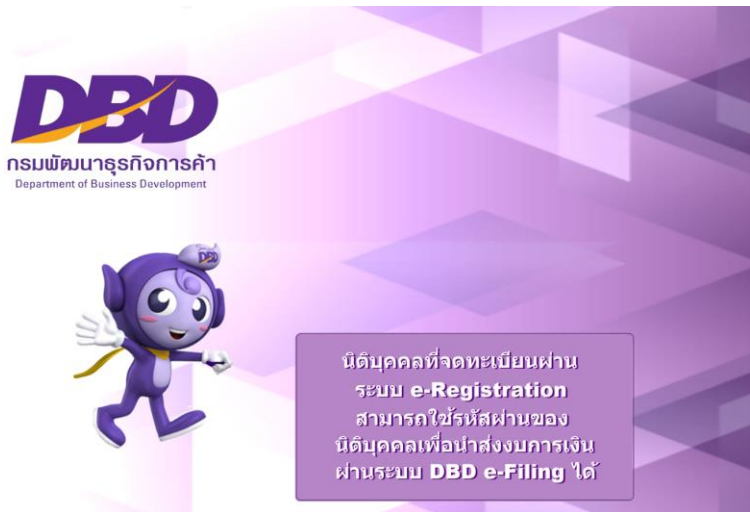 DBD
กรมพัฒนาธุรกิจการค้า
Department of Business Development
DBD
นิติบุคคลที่จดทะเบียนผ่าน
ระบบ e-Registration
สามารถใช้รหัสผ่านของ
นิติบุคคลเพื่อนำส่งงบการเงิน
ผ่านระบบ DBD e-Filing ได้